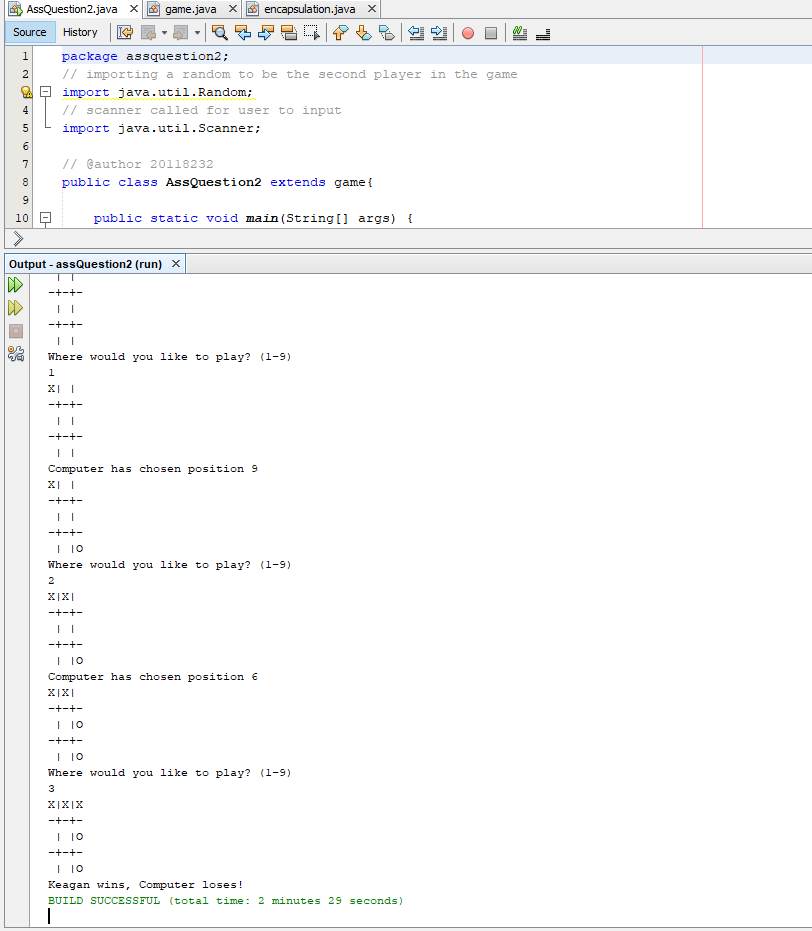 AssQuestion2.java
game.java
encapsulation.java
Source History
1 package assquestion2;
2 // importing a random to be the second player in the game
import java.util.Random;
4 // scanner called for user to input
5 import java.util.Scanner;
6
7 // @author 20118232
8 public class AssQuestion2 extends game{
9
10 public static void main(String[] args) {
Output - assQuestion2 (run)
| |
-+-+-
| |
-+-+-
| |
Where would you like to play? (1-9)
1
X| |
-+-+-
| |
-+-+-
| |
Computer has chosen position 9
X| |
-+-+-
| |
-+-+-
| |O
Where would you like to play? (1-9)
2
X|X|
-+-+-
| |
-+-+-
| |O
Computer has chosen position 6
X|X|
-+-+-
| |O
-+-+-
| |O
Where would you like to play? (1-9)
3
X|X|X
-+-+-
| |O
-+-+-
| |O
Keagan wins, Computer loses!
BUILD SUCCESSFUL (total time: 2 minutes 29 seconds)